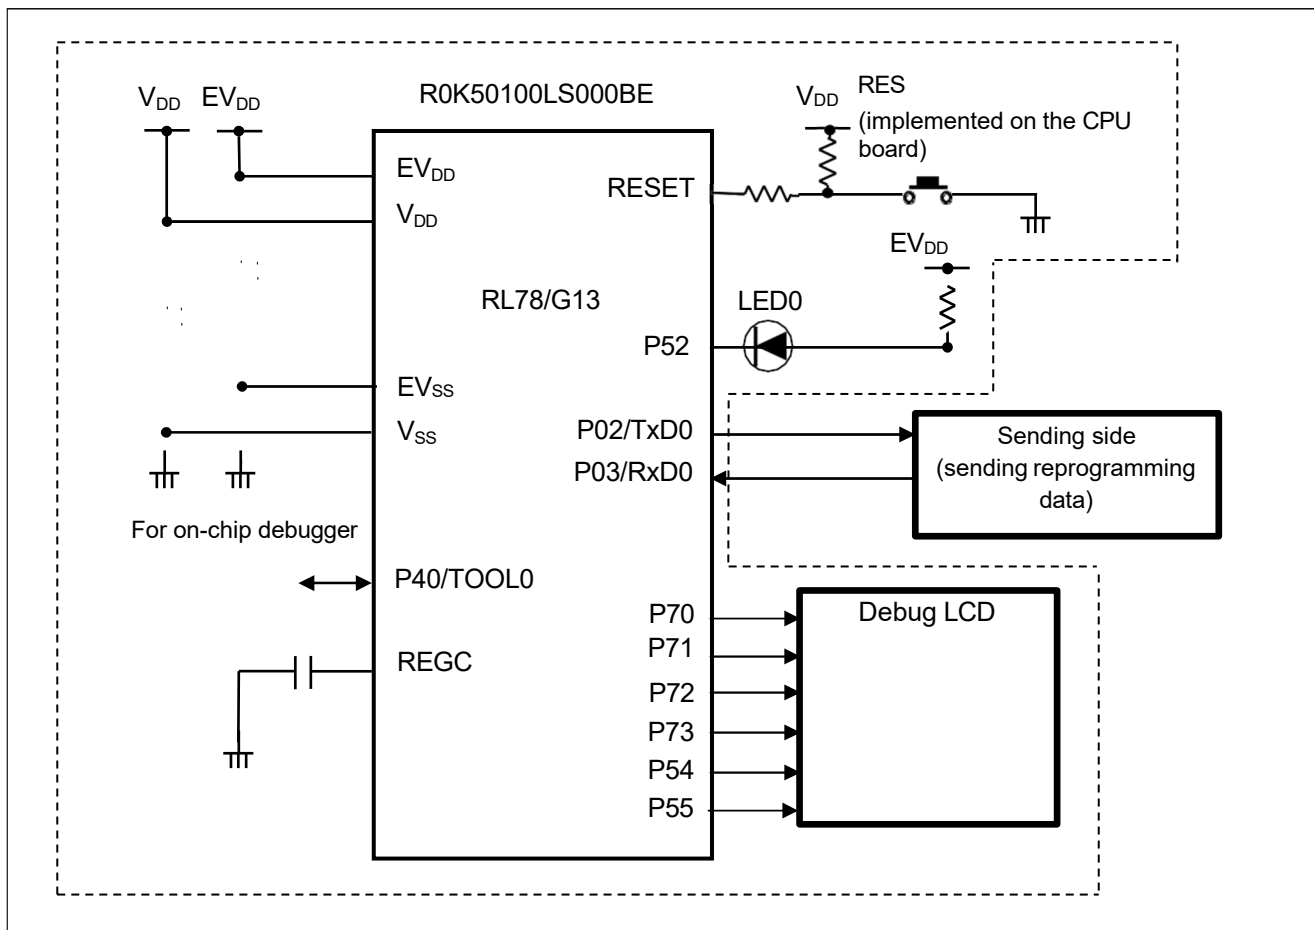 R0K50100LS000BE
VDD
EVDD
EVDD
VDD
RL78/G13
EVSS
VSS
For on-chip debugger
P40/TOOL0
REGC
RESET
VDD
RES
(implemented on the CPU
board)
EVDD
LED0
P52
P02/TxD0
P03/RxD0
Sending side
(sending reprogramming
data)
P70
P71
P72
P73
P54
P55
Debug LCD